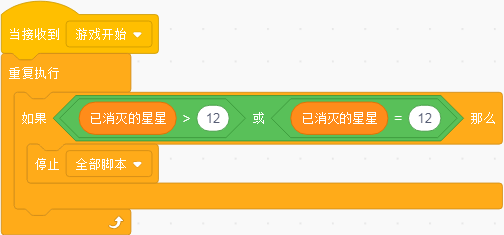 当接收到 游戏开始
重复执行
如果 已消灭的星星 > 12 或 已消灭的星星 = 12 那么
停止 全部脚本